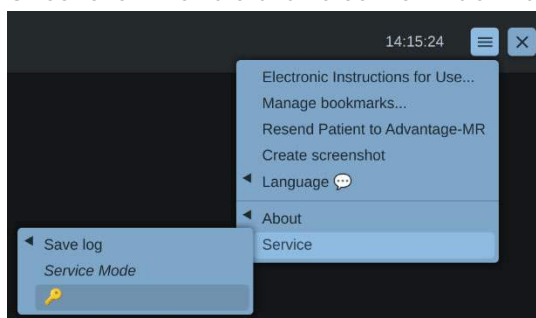 14:15:24
Electronic Instructions for Use...
Manage bookmarks...
Resend Patient to Advantage-MR
Create screenshot
Language
About
Service
Save log
Service Mode